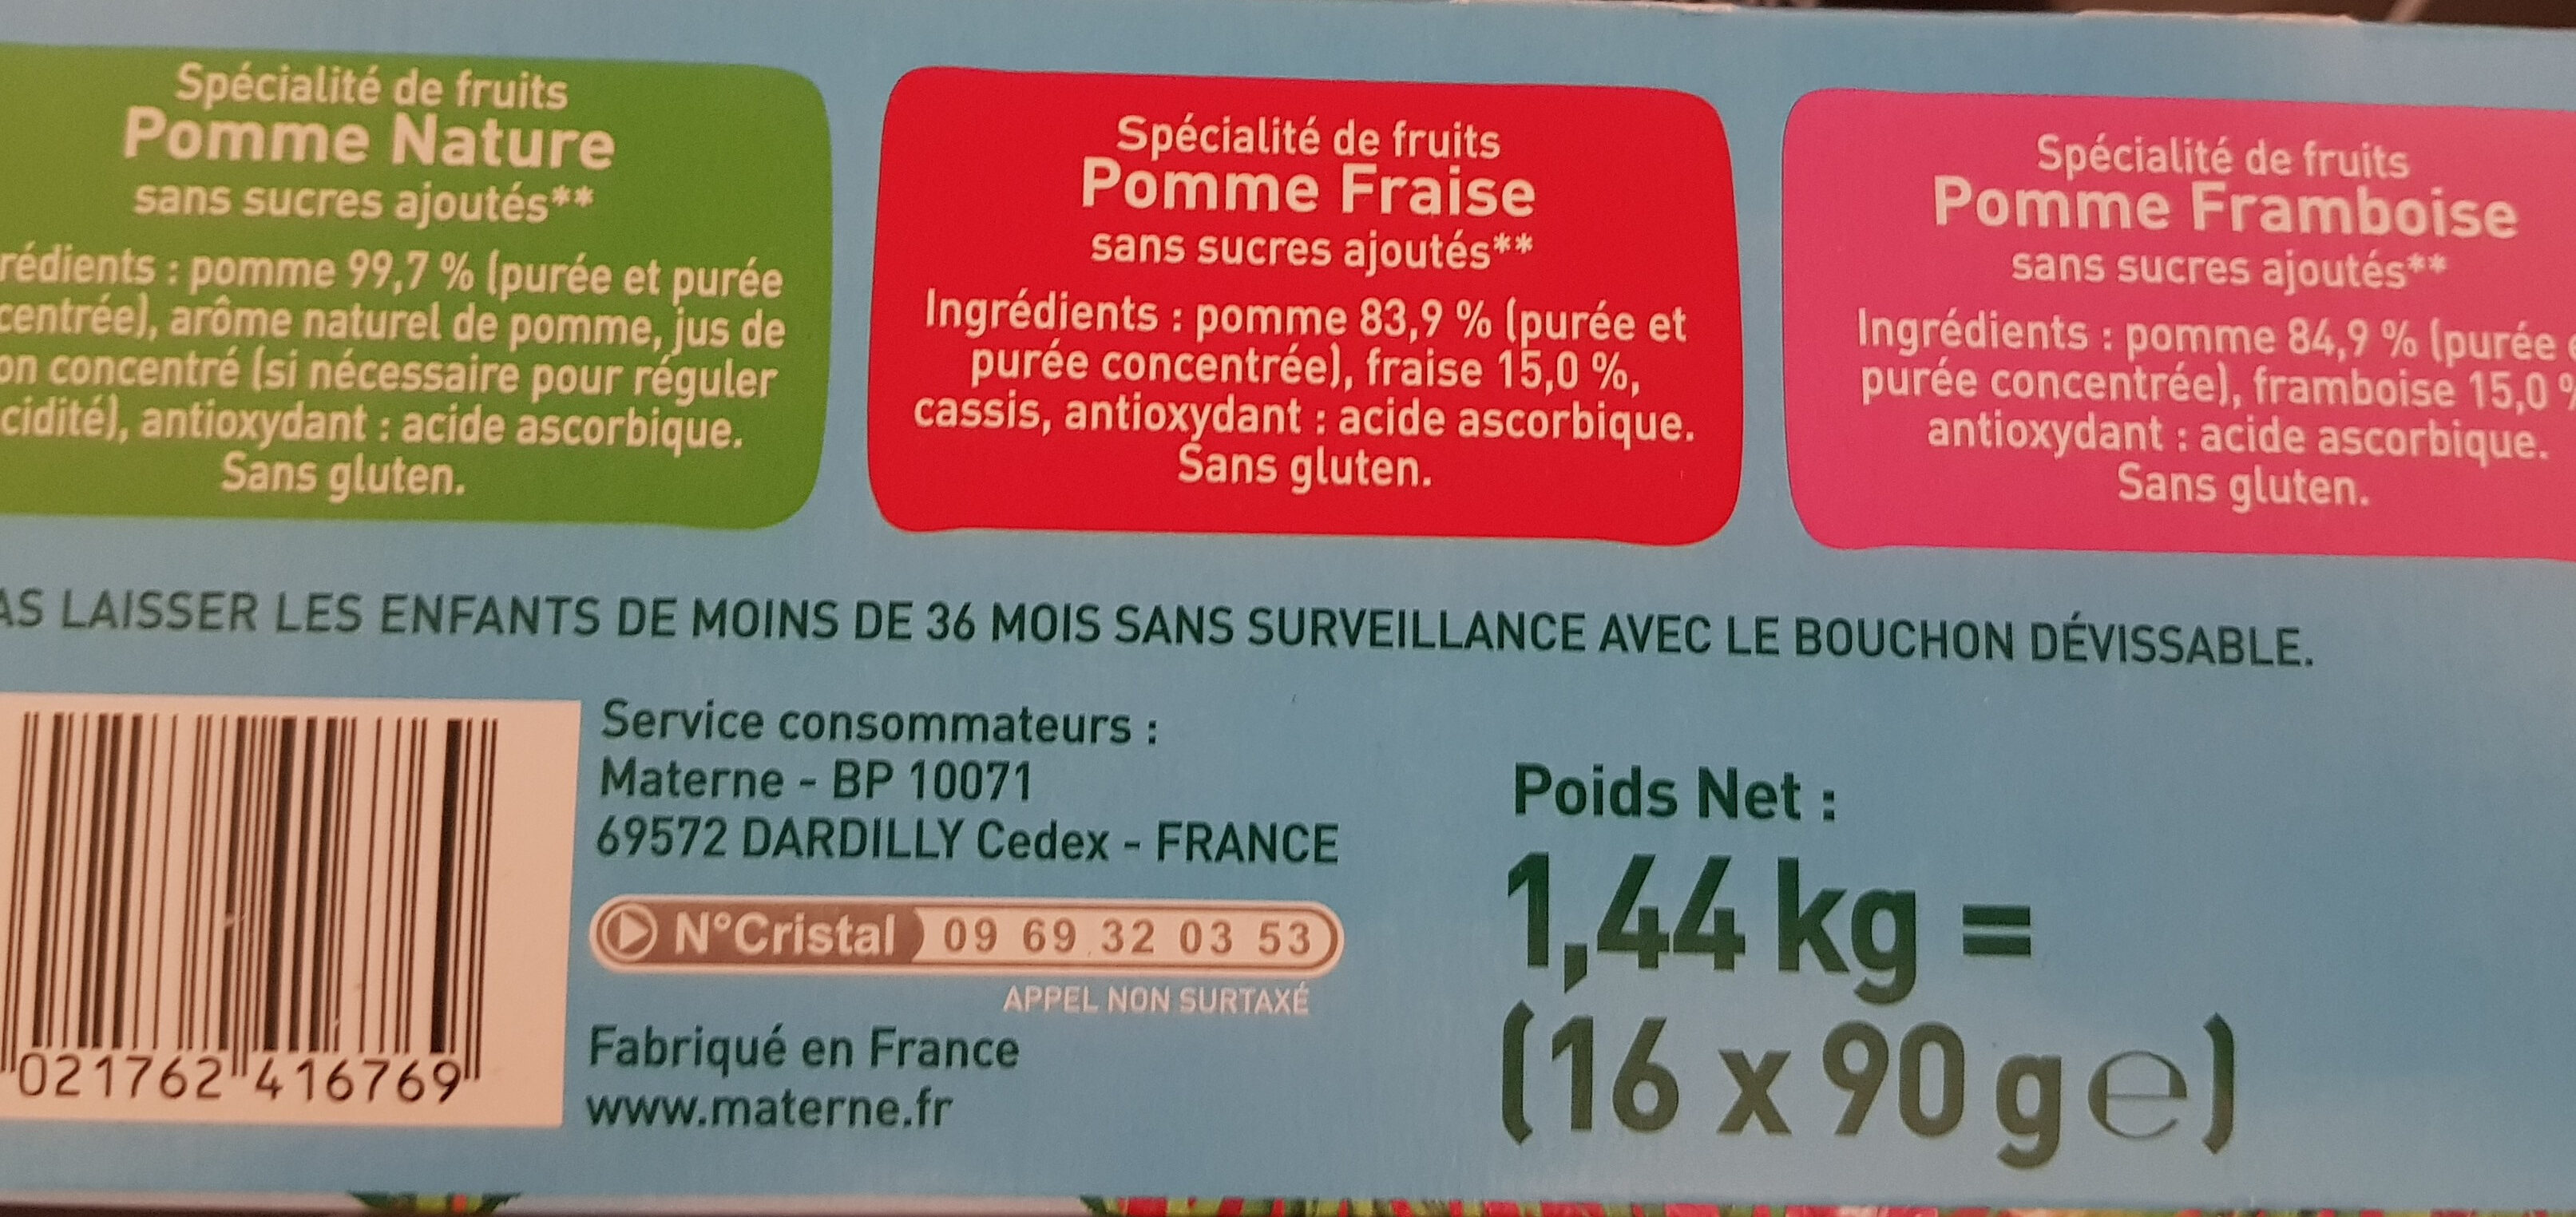 Spécialité de fruits
Pomme Nature
sans sucres ajoutés**
rédients : pomme 99,7 % (purée et purée
centrée), arôme naturel de pomme, jus de
on concentré (si nécessaire pour réguler
cidité), antioxydant : acide ascorbique.
Sans gluten.
Spécialité de fruits
Pomme Fraise
sans sucres ajoutés**
Ingrédients : pomme 83,9 % (purée et
purée concentrée), fraise 15,0 %,
cassis, antioxydant : acide ascorbique.
Sans gluten.
Spécialité de fruits
Pomme Framboise
sans sucres ajoutés**
Ingrédients : pomme 84,9 % (purée e
purée concentrée), framboise 15,0 %
antioxydant : acide ascorbique.
Sans gluten.
AS LAISSER LES ENFANTS DE MOINS DE 36 MOIS SANS SURVEILLANCE AVEC LE BOUCHON DÉVISSABLE.
021762 416769
Service consommateurs :
Materne - BP 10071
69572 DARDILLY Cedex - FRANCE
N°Cristal 09 69 32 03 53
APPEL NON SURTAXÉ
Fabriqué en France
www.materne.fr
Poids Net :
1,44 kg =
(16 x 90 g e)